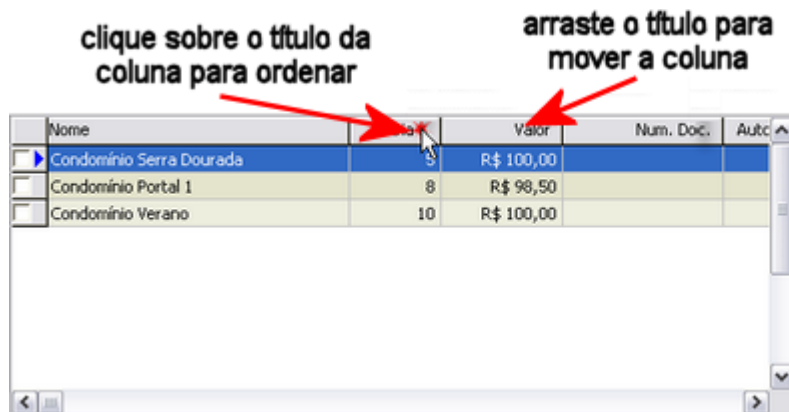 clique sobre o título da
coluna para ordenar
arraste o título para
mover a coluna
Nome Valor Num. Doc.
Condomínio Serra Dourada 5 R$ 100,00
Condomínio Portal 1 8 R$ 98,50
Condomínio Verano 10 R$ 100,00